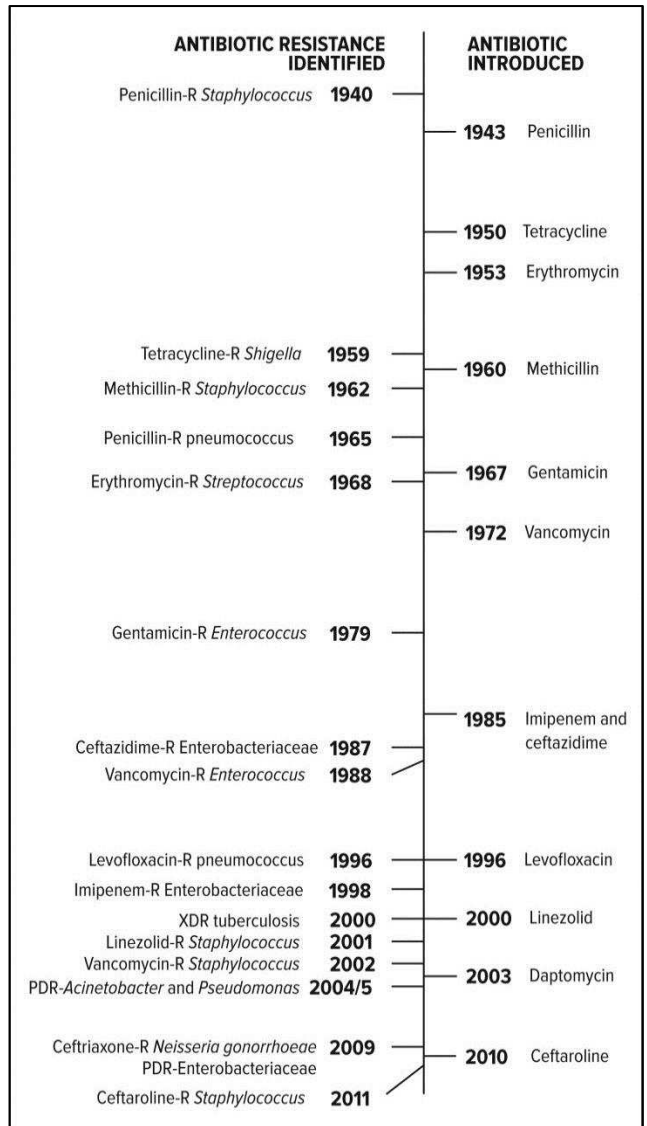 ANTIBIOTIC RESISTANCE
IDENTIFIED
ANTIBIOTIC
INTRODUCED
Penicillin-R Staphylococcus 1940
1943 Penicillin
1950 Tetracycline
1953 Erythromycin
Tetracycline-R Shigella 1959
1960 Methicillin
Methicillin-R Staphylococcus 1962
Penicillin-R pneumococcus 1965
1967 Gentamicin
Erythromycin-R Streptococcus 1968
1972 Vancomycin
Gentamicin-R Enterococcus 1979
1985 Imipenem and
ceftazidime
Ceftazidime-R Enterobacteriaceae 1987
Vancomycin-R Enterococcus 1988
Levofloxacin-R pneumococcus 1996
1996 Levofloxacin
Imipenem-R Enterobacteriaceae 1998
XDR tuberculosis 2000
2000 Linezolid
Linezolid-R Staphylococcus 2001
Vancomycin-R Staphylococcus 2002
2003 Daptomycin
PDR-Acinetobacter and Pseudomonas 2004/5
Ceftriaxone-R Neisseria gonorrhoeae 2009
PDR-Enterobacteriaceae
2010 Ceftaroline
Ceftaroline-R Staphylococcus 2011